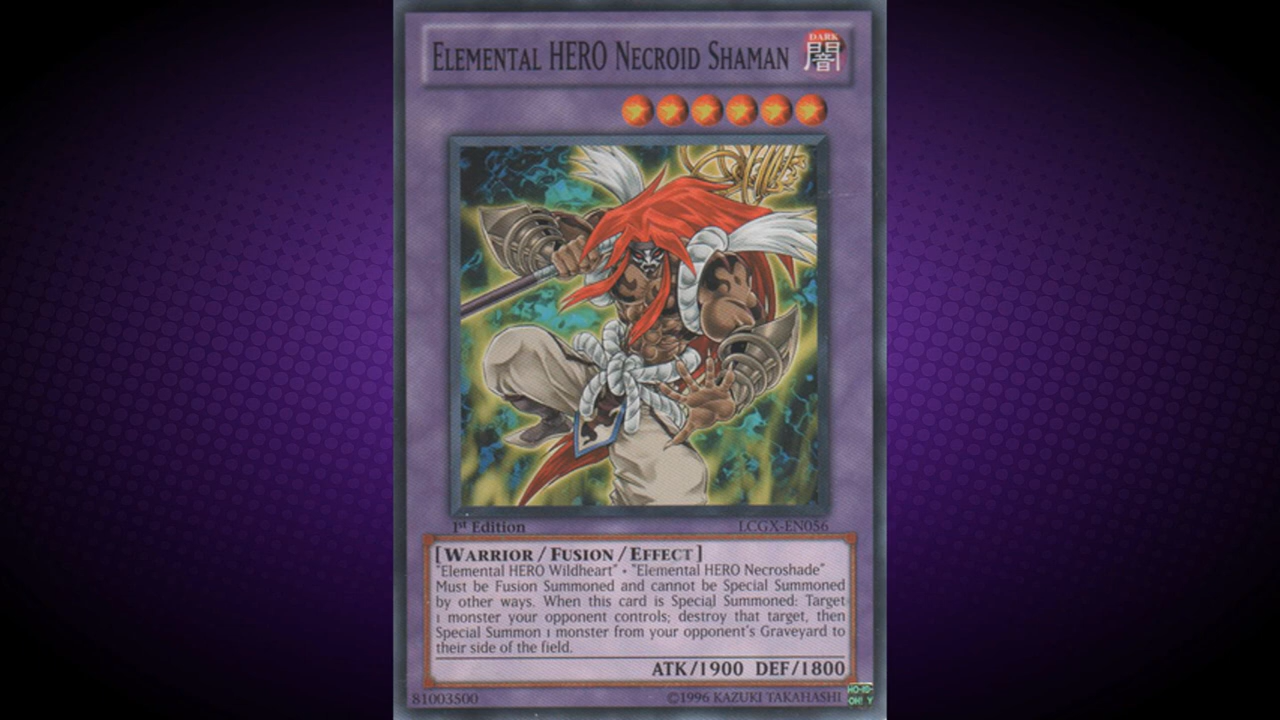 ELEMENTAL HERO NECROID SHAMAN
DARK
闇
1st Edition
LCGX-EN056
[WARRIOR/FUSION/EFFECT]
"Elemental HERO Wildheart" + "Elemental HERO Necroshade"
Must be Fusion Summoned and cannot be Special Summoned
by other ways. When this card is Special Summoned: Target
1 monster your opponent controls; destroy that target, then
Special Summon 1 monster from your opponent's Graveyard to
their side of the field.
ATK/1900 DEF/1800
81003500
©1996 KAZUKI TAKAHASHI